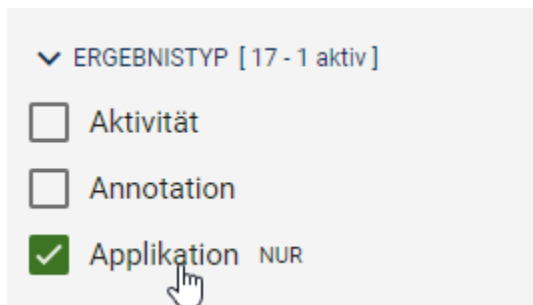 ERGEBNISTYP [ 17 - 1 aktiv ]
Aktivität
Annotation
Applikation NUR